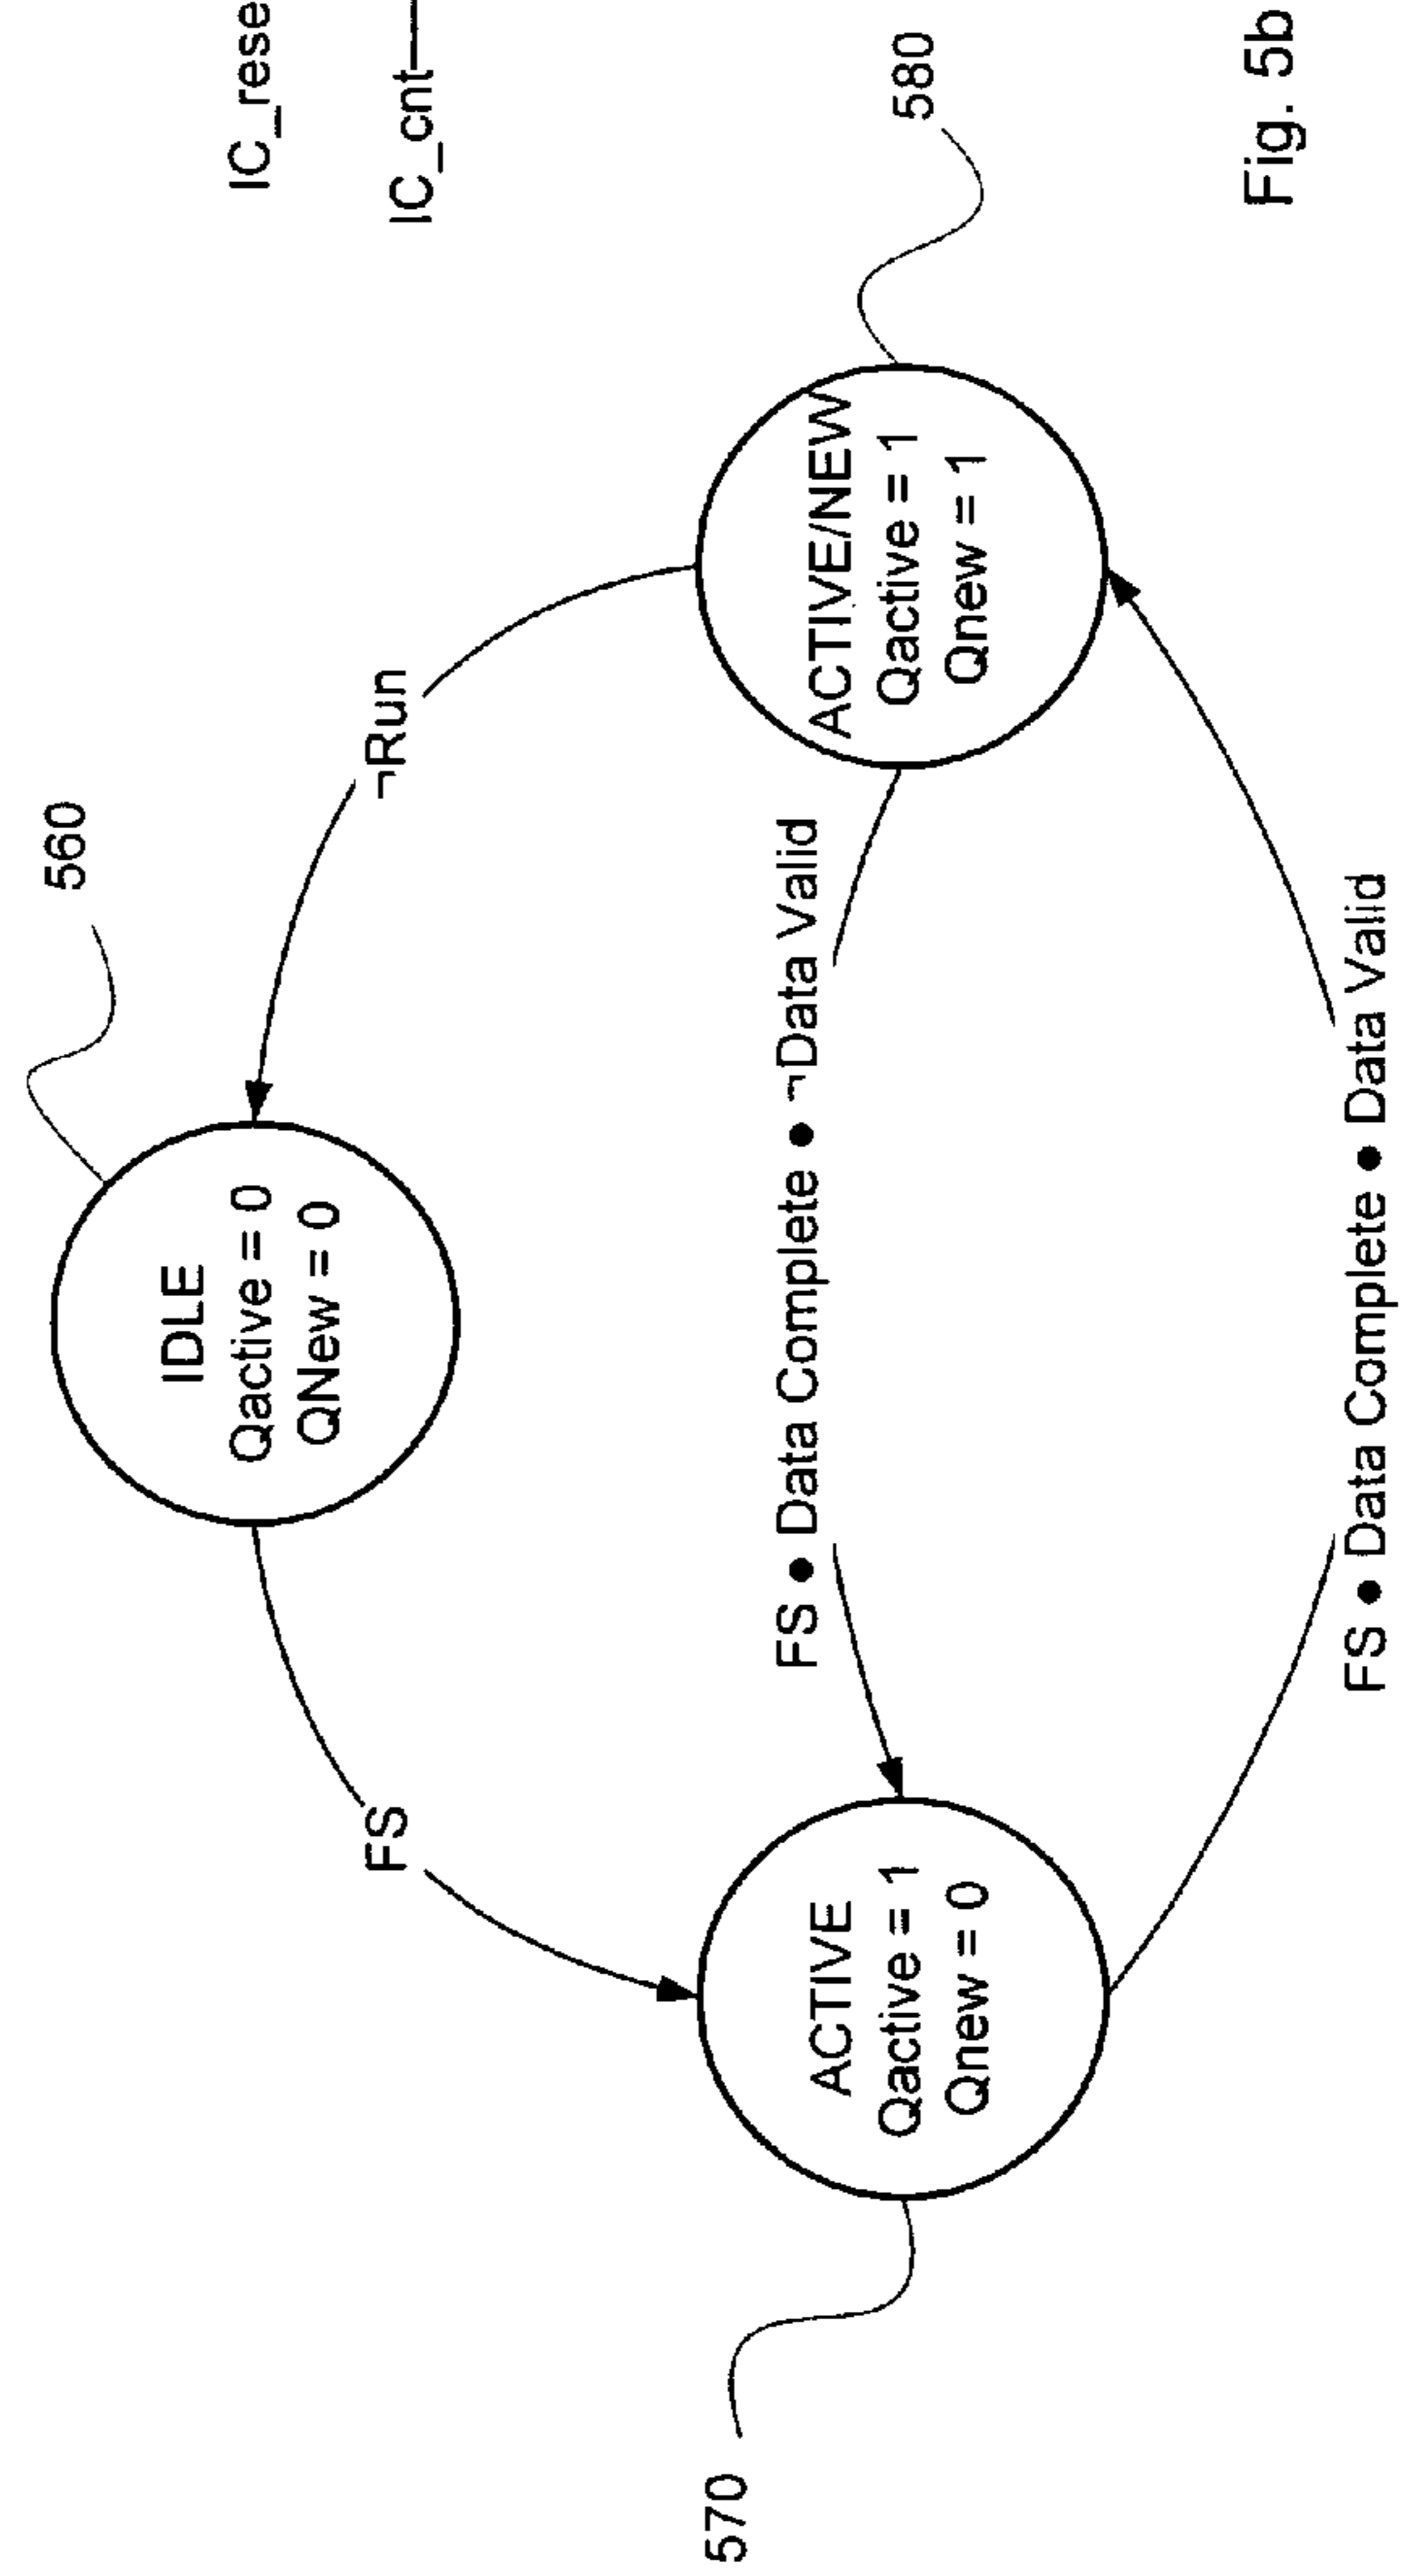 560
IDLE
Qactive = 0
QNew = 0
FS
¬Run
IC_rese
IC_cnt
570
ACTIVE
Qactive = 1
Qnew = 0
FS ● Data Complete ● ¬Data Valid
ACTIVE/NEW
Qactive = 1
Qnew = 1
580
FS ● Data Complete ● Data Valid
Fig. 5b